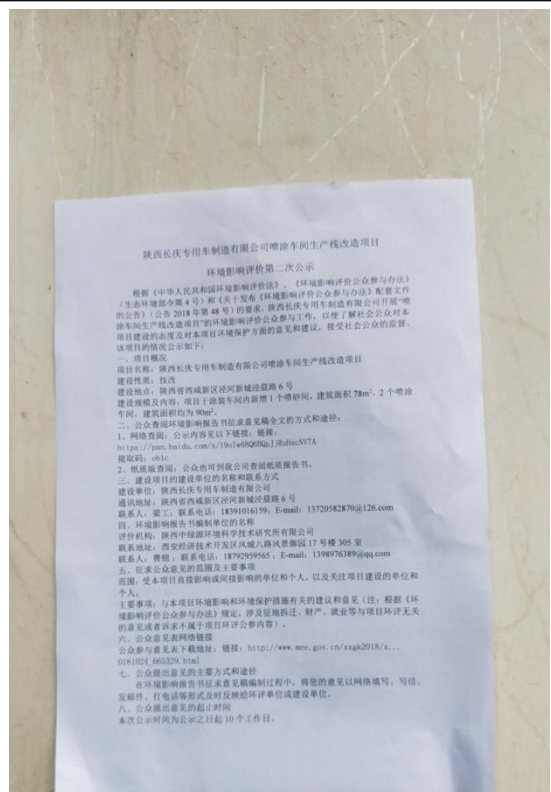 陕西长庆专用车制造有限公司喷涂车间生产线改造项目
环境影响评价第二次公示
根据《中华人民共和国环境影响评价法》、《环境影响评价公众参与办法》
（生态环境部令第4号）和《关于发布《环境影响评价公众参与办法》配套文件
的公告》（公告2018年第48号）的要求，陕西长庆专用车制造有限公司开展“喷
涂车间生产线改造项目”的环境影响评价公众参与工作，以便了解社会公众对本
项目建设的态度及对本项目环境保护方面的意见和建议，接受社会公众的监督。
该项目的情况公示如下：
一、项目概况
项目名称：陕西长庆专用车制造有限公司喷涂车间生产线改造项目
建设性质：技改
建设地点：陕西省西咸新区泾河新城泾晨路6号
建设规模及内容：项目于涂装车间内新增1个喷砂间，建筑面积78m²，2个喷涂
车间，建筑面积均为90m²。
二、公众查阅环境影响报告书征求意见稿全文的方式和途径：
1、网络查阅：公示内容见以下链接：链接：
https://pan.baidu.com/s/
提取码：oh1c
2、纸质版查阅：公众也可到我公司查阅纸质报告书。
三、建设项目的建设单位的名称和联系方式
建设单位：陕西长庆专用车制造有限公司
通讯地址：陕西省西咸新区泾河新城泾晨路6号
联系人：梁工；联系电话：18391016159；E-mail：13720582870@126.com
四、环境影响报告书编制单位的名称
评价机构：陕西中绿源环境科学技术研究所有限公司
联系地址：西安经济技术开发区凤城八路风景御园17号楼305室
联系人：曹 ；联系电话：18792959565；E-mail：1398976389@qq.com
五、征求公众意见的范围及主要事项
范围：受本项目直接影响或间接影响的单位和个人，以及关注项目建设的单位和
个人。
主要事项：与本项目环境影响和环境保护措施有关的建议和意见（注：根据《环
境影响评价公众参与办法》规定，涉及征地拆迁、财产、就业等与项目环评无关
的意见或者诉求不属于项目环评公参内容）。
六、公众意见表网络链接
公众参与意见表下载地址：链接：http://www.mee.gov.cn/xxgk2018/x...
0181024_665329.html
七、公众提出意见的主要方式和途径
在环境影响报告书征求意见稿编制过程中，将您的意见以网络填写、写信、
发邮件、打电话等形式及时反映给环评单位或建设单位。
八、公众提出意见的起止时间
本次公示时间为公示之日起10个工作日。